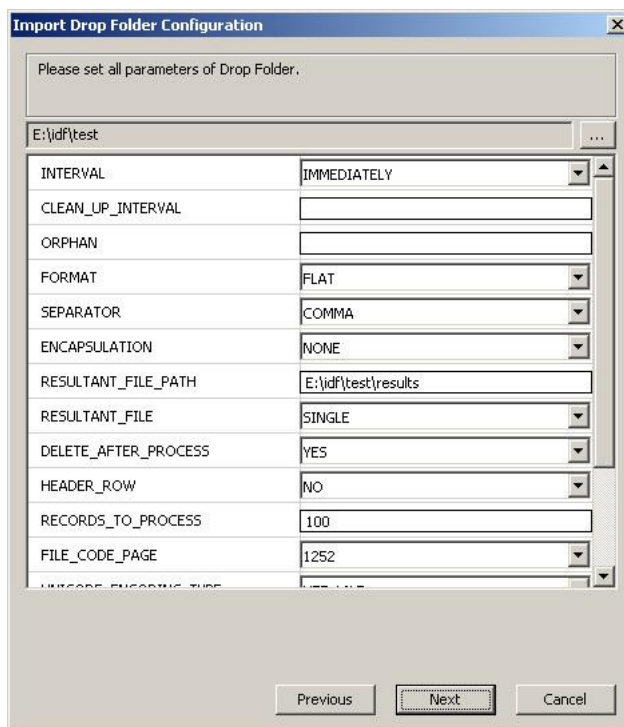 Import Drop Folder Configuration
Please set all parameters of Drop Folder.
E:\idf\test ...
INTERVAL IMMEDIATELY
CLEAN_UP_INTERVAL
ORPHAN
FORMAT FLAT
SEPARATOR COMMA
ENCAPSULATION NONE
RESULTANT_FILE_PATH E:\idf\test\results
RESULTANT_FILE SINGLE
DELETE_AFTER_PROCESS YES
HEADER_ROW NO
RECORDS_TO_PROCESS 100
FILE_CODE_PAGE 1252
UNICODE_ENCODING_TYPE
Previous Next Cancel